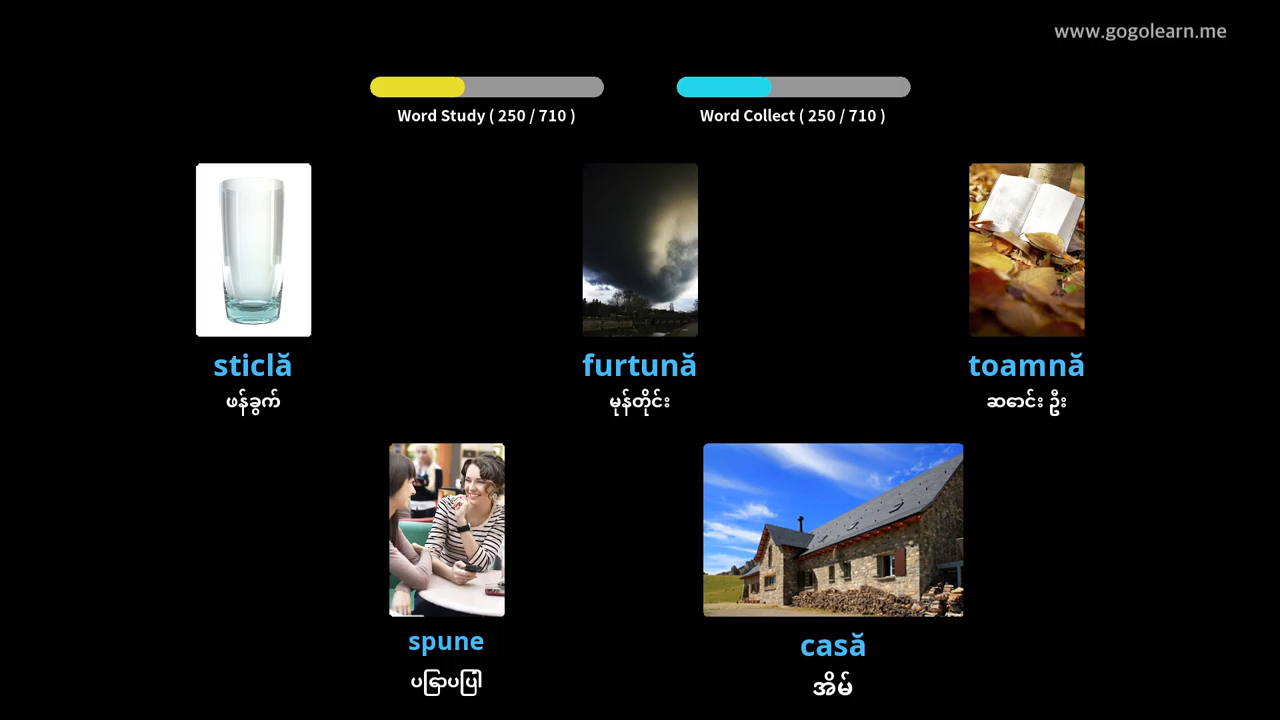 www.gogolearn.me
Word Study ( 250 / 710 )
Word Collect ( 250 / 710 )
sticlă
ဖန်ခွက်
furtună
မုန်တိုင်း
toamnă
ဆောင်း ဦး
spune
ပြောပပြါ
casă
အိမ်